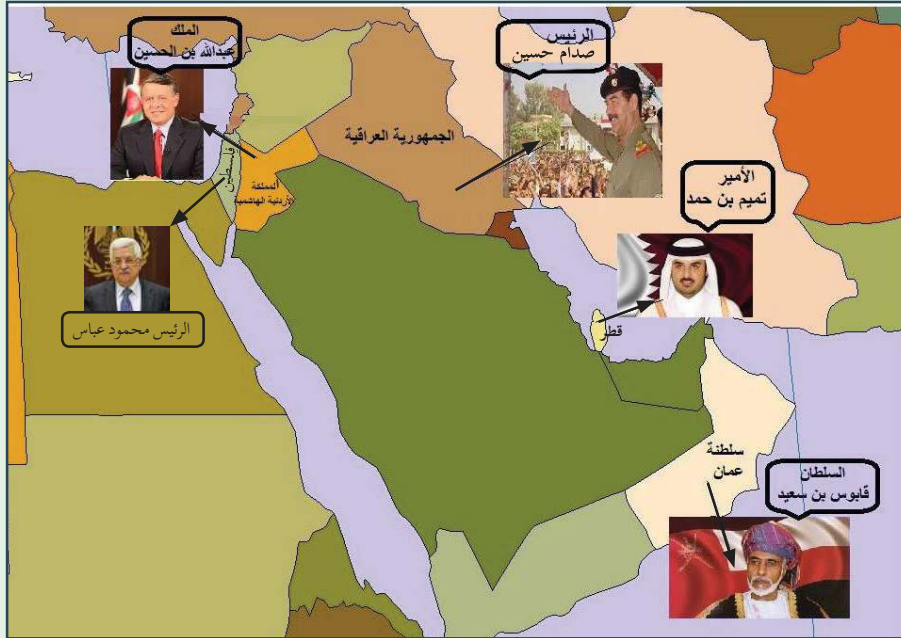 الملك
عبدالله بن الحسين
الرئيس
صدام حسين
الجمهورية العراقية
فلسطين
المملكة
لأردنية الهاشمية
الأمير
تميم بن حمد
الرئيس محمود عباس
قطر
سلطنة
عمان
السلطان
قابوس بن سعيد